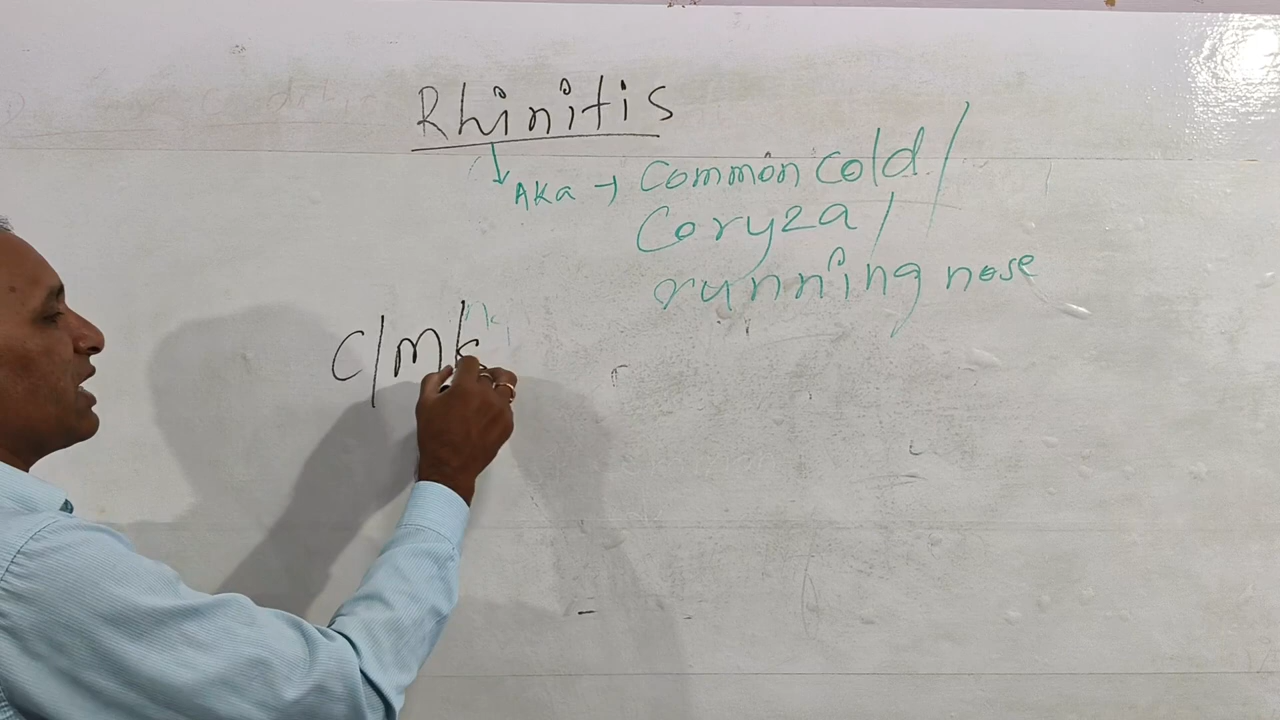 Rhinitis
AKa → Common cold /
Coryza /
running nose
C/M/